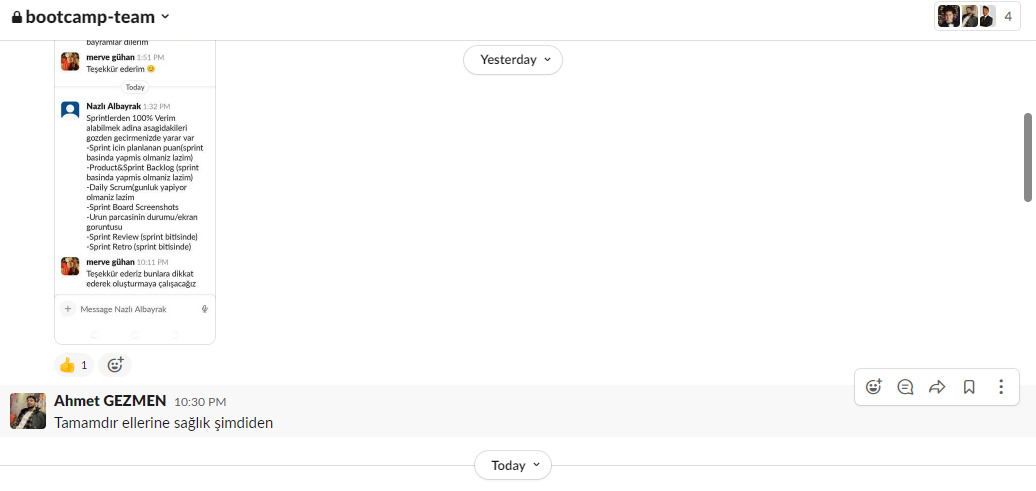 bootcamp-team
4
Yesterday
bayramlar dilerim
merve gühan 1:51 PM
Teşekkür ederim
Today
Nazlı Albayrak 1:32 PM
Sprintlerden 100% Verim
alabilmek adina asagidakileri
gozden gecirmenizde yarar var
-Sprint icin planlanan puan(sprint
basinda yapmis olmaniz lazim)
-Product&Sprint Backlog (sprint
basinda yapmis olmaniz lazim)
-Daily Scrum(gunluk yapiyor
olmaniz lazim
-Sprint Board Screenshots
-Urun parcasinin durumu/ekran
goruntusu
-Sprint Review (sprint bitisinde)
-Sprint Retro (sprint bitisinde)
merve gühan 10:11 PM
Teşekkür ederiz bunlara dikkat
ederek oluşturmaya çalışacağız
Message Nazlı Albayrak
1
Ahmet GEZMEN 10:30 PM
Tamamdır ellerine sağlık şimdiden
Today